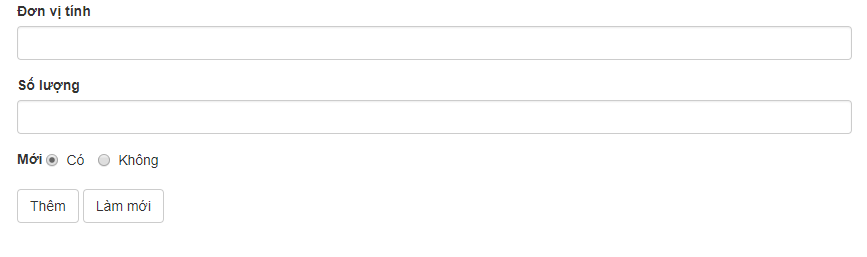 Đơn vị tính
Số lượng
Mới Có Không
Thêm Làm mới